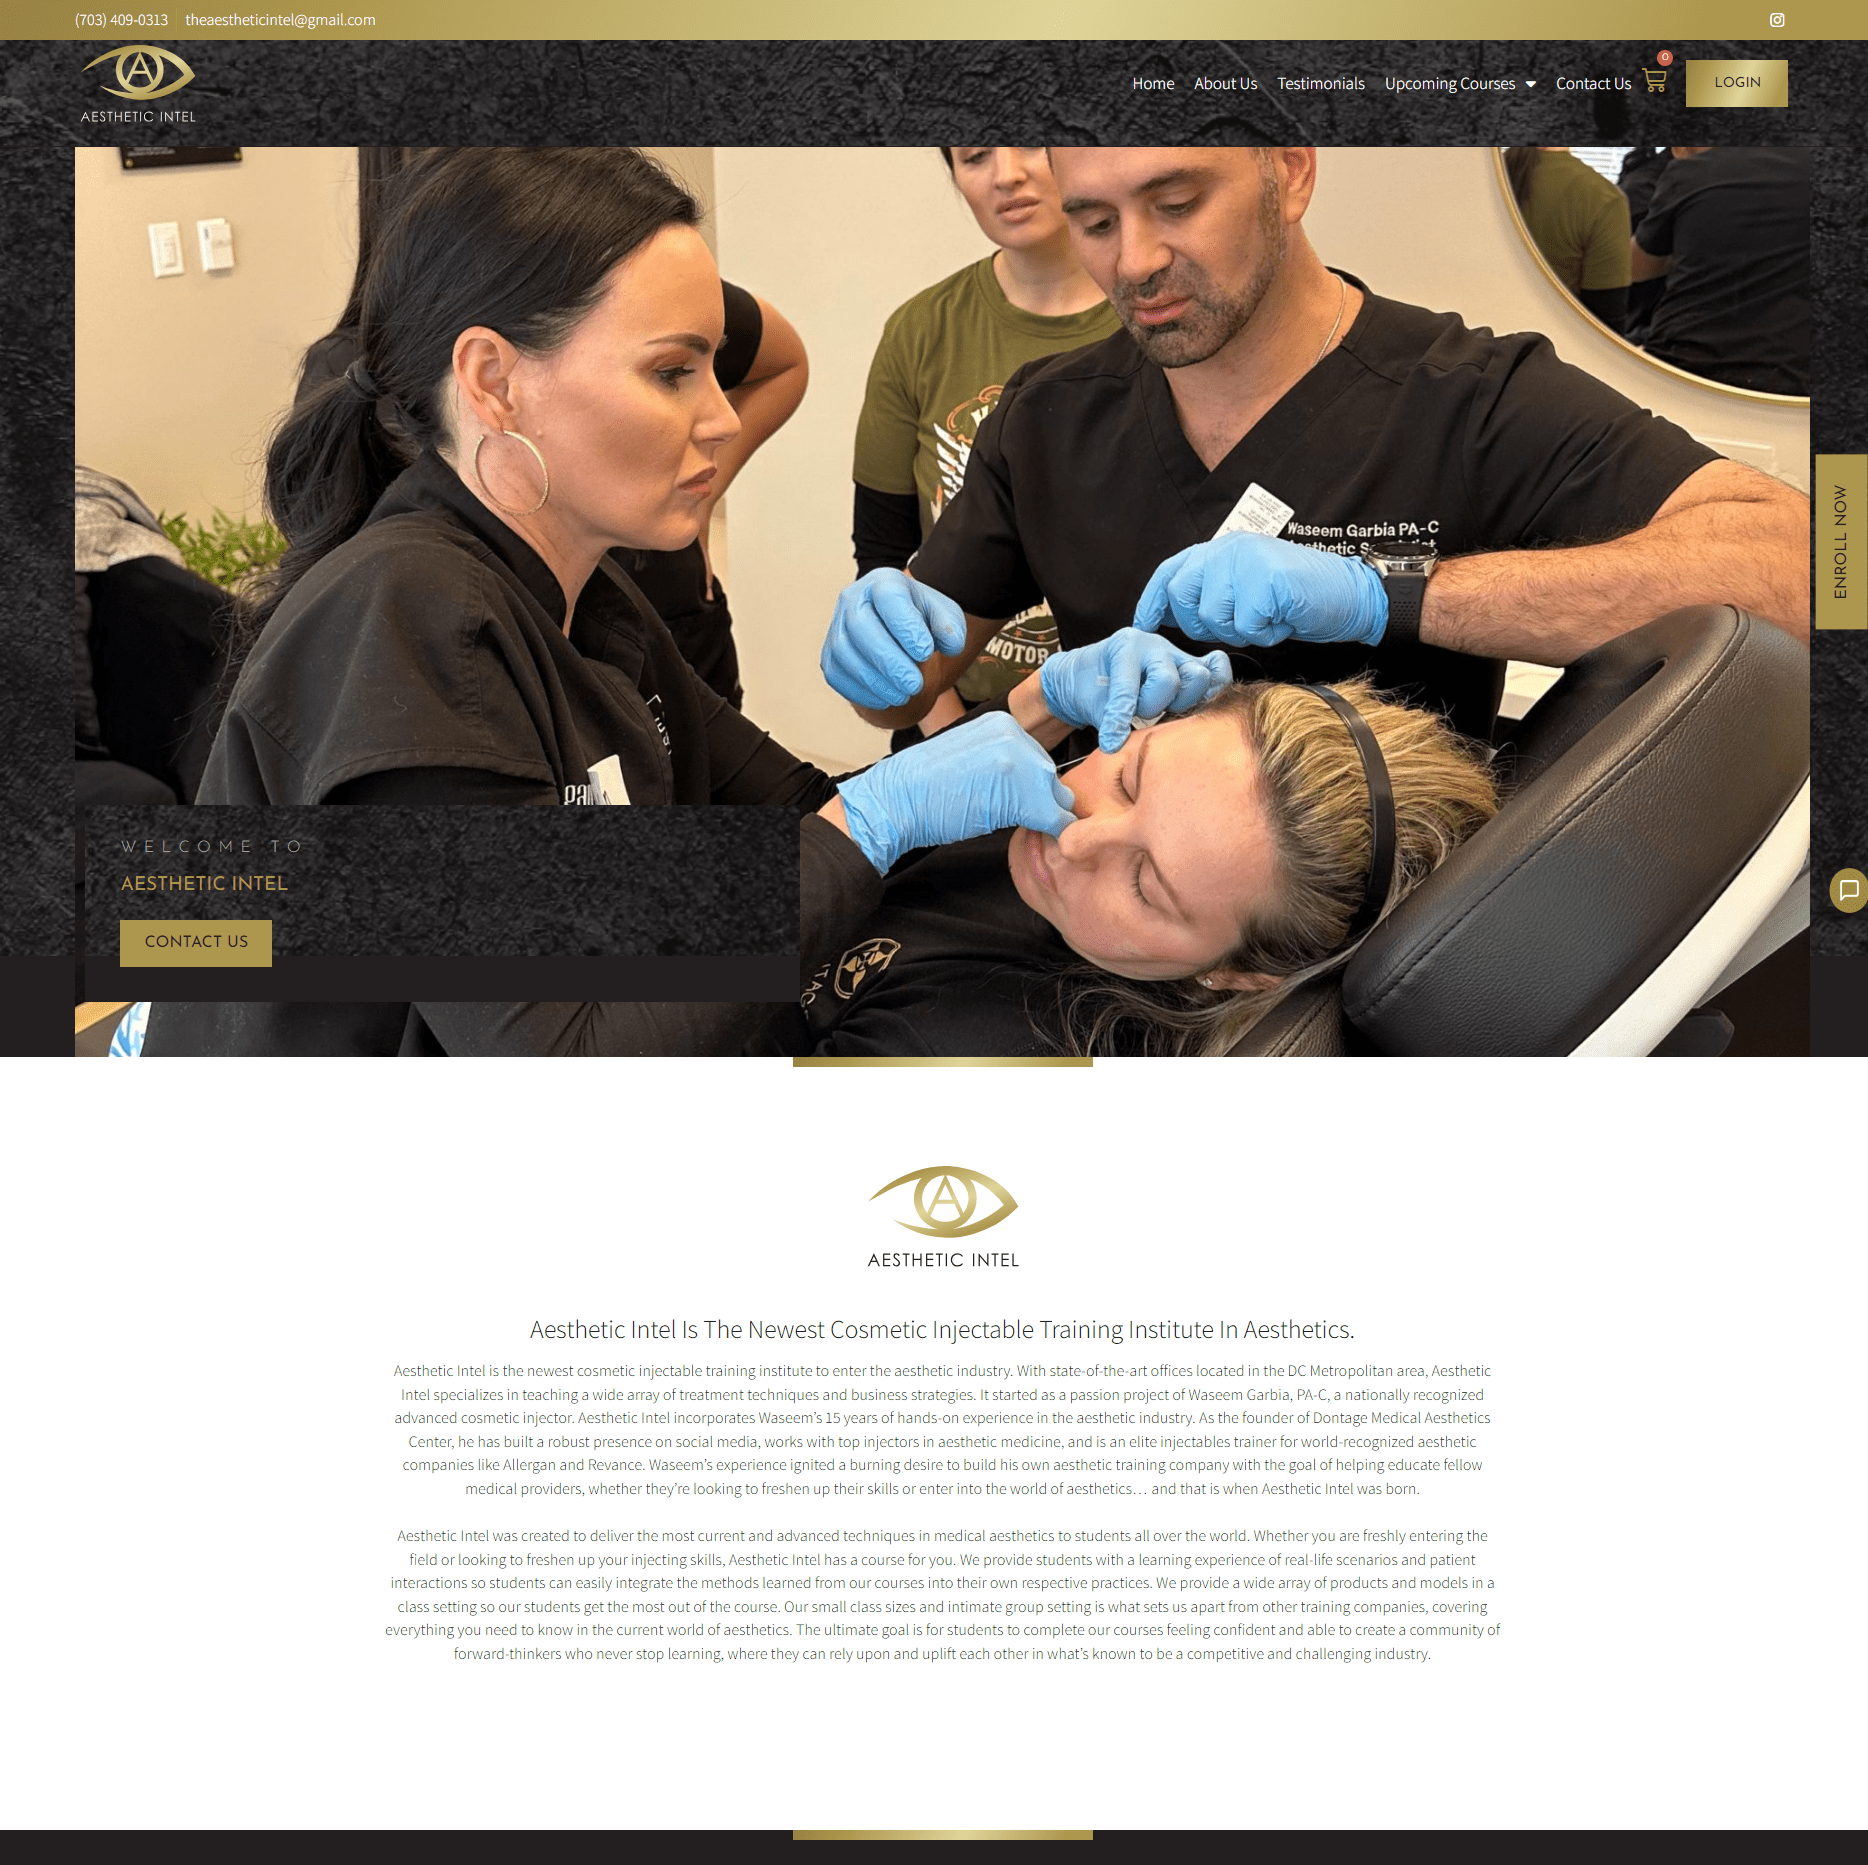 (703) 409-0313
theaestheticintel@gmail.com
AESTHETIC INTEL
Home
About Us
Testimonials
Upcoming Courses
Contact Us
0
LOGIN
Waseem Garbia PA-C
MOTOR
ENROLL NOW
WELCOME TO
AESTHETIC INTEL
CONTACT US
AESTHETIC INTEL
Aesthetic Intel Is The Newest Cosmetic Injectable Training Institute In Aesthetics.
Aesthetic Intel is the newest cosmetic injectable training institute to enter the aesthetic industry. With state-of-the-art offices located in the DC Metropolitan area, Aesthetic
Intel specializes in teaching a wide array of treatment techniques and business strategies. It started as a passion project of Waseem Garbia, PA-C, a nationally recognized
advanced cosmetic injector. Aesthetic Intel incorporates Waseem’s 15 years of hands-on experience in the aesthetic industry. As the founder of Dontage Medical Aesthetics
Center, he has built a robust presence on social media, works with top injectors in aesthetic medicine, and is an elite injectables trainer for world-recognized aesthetic
companies like Allergan and Revance. Waseem’s experience ignited a burning desire to build his own aesthetic training company with the goal of helping educate fellow
medical providers, whether they’re looking to freshen up their skills or enter into the world of aesthetics… and that is when Aesthetic Intel was born.
Aesthetic Intel was created to deliver the most current and advanced techniques in medical aesthetics to students all over the world. Whether you are freshly entering the
field or looking to freshen up your injecting skills, Aesthetic Intel has a course for you. We provide students with a learning experience of real-life scenarios and patient
interactions so students can easily integrate the methods learned from our courses into their own respective practices. We provide a wide array of products and models in a
class setting so our students get the most out of the course. Our small class sizes and intimate group setting is what sets us apart from other training companies, covering
everything you need to know in the current world of aesthetics. The ultimate goal is for students to complete our courses feeling confident and able to create a community of
forward-thinkers who never stop learning, where they can rely upon and uplift each other in what’s known to be a competitive and challenging industry.